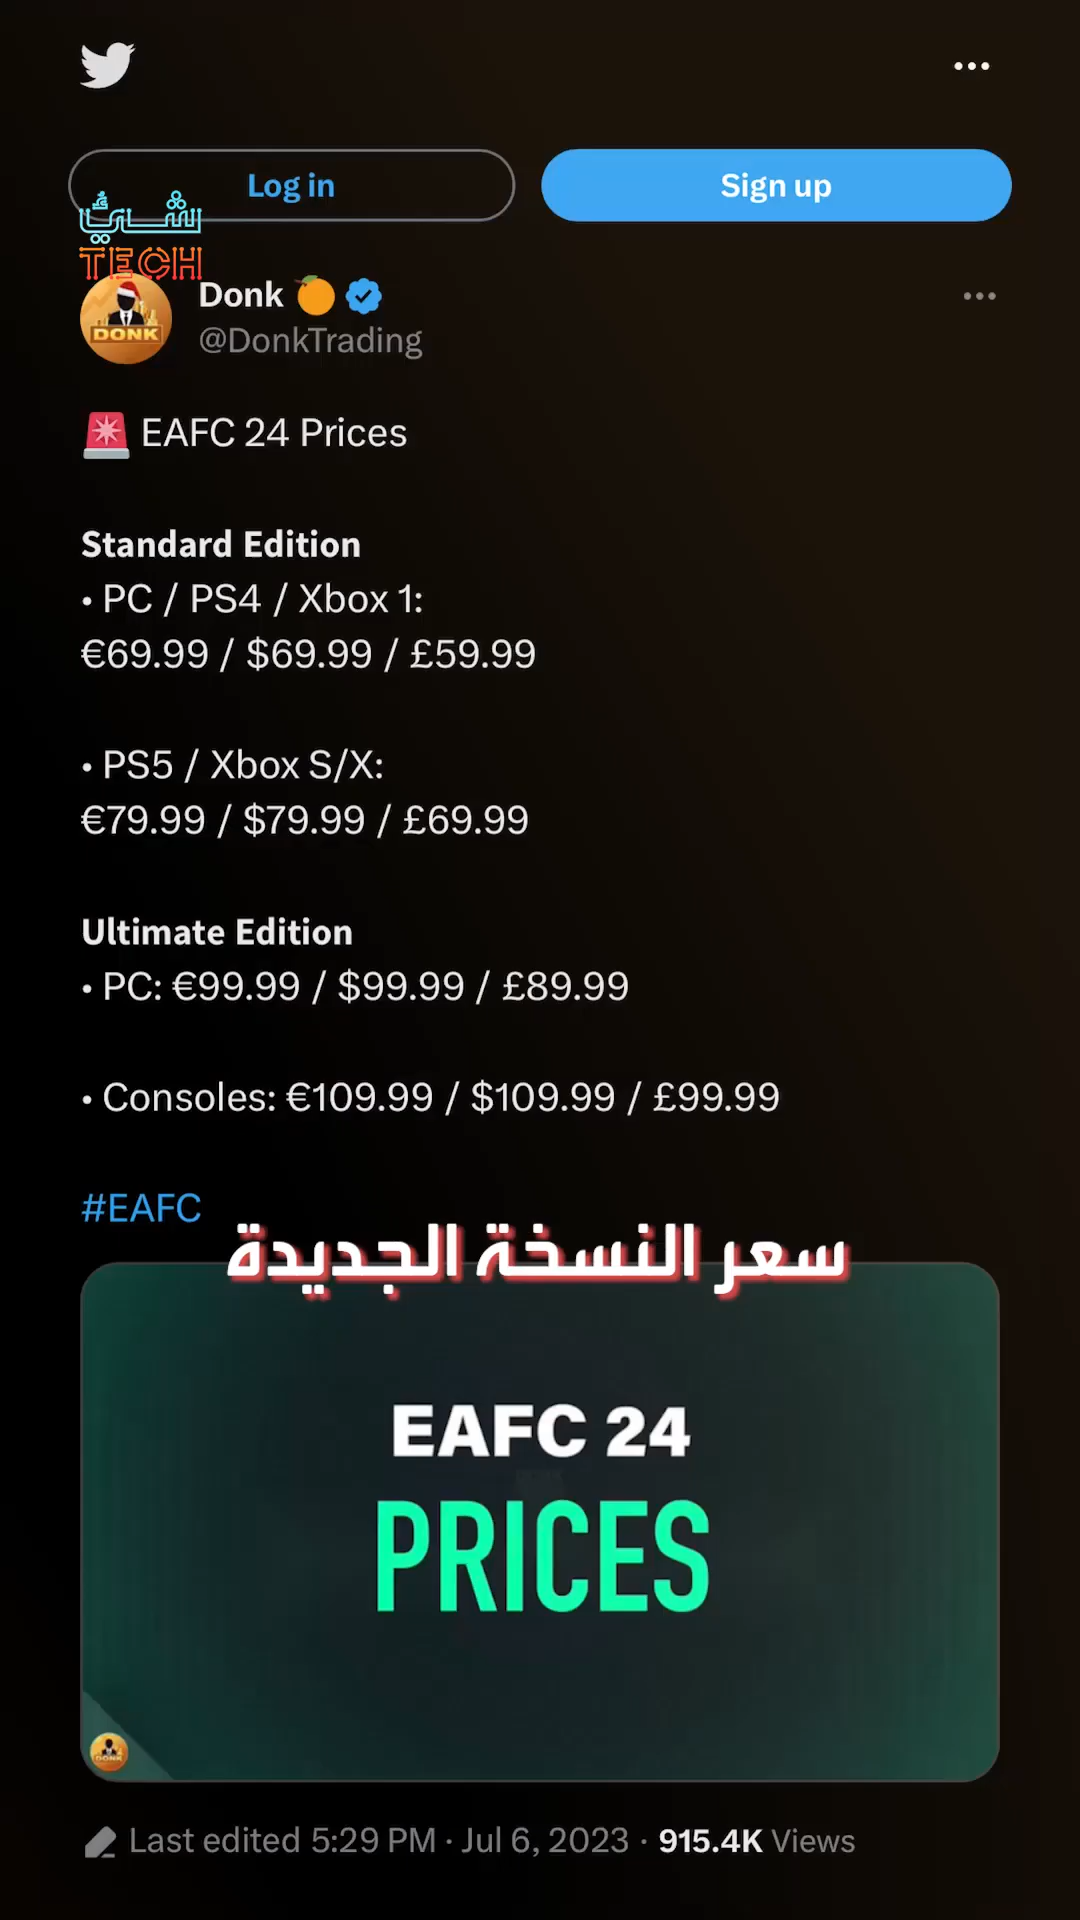 Log in
Sign up
شي
TECH
Donk
@DonkTrading
DONK
EAFC 24 Prices
Standard Edition
• PC / PS4 / Xbox 1:
€69.99 / $69.99 / £59.99
• PS5 / Xbox S/X:
€79.99 / $79.99 / £69.99
Ultimate Edition
• PC: €99.99 / $99.99 / £89.99
• Consoles: €109.99 / $109.99 / £99.99
#EAFC
سعر النسخة الجديدة
EAFC 24
PRICES
DONK
Last edited 5:29 PM · Jul 6, 2023 · 915.4K Views